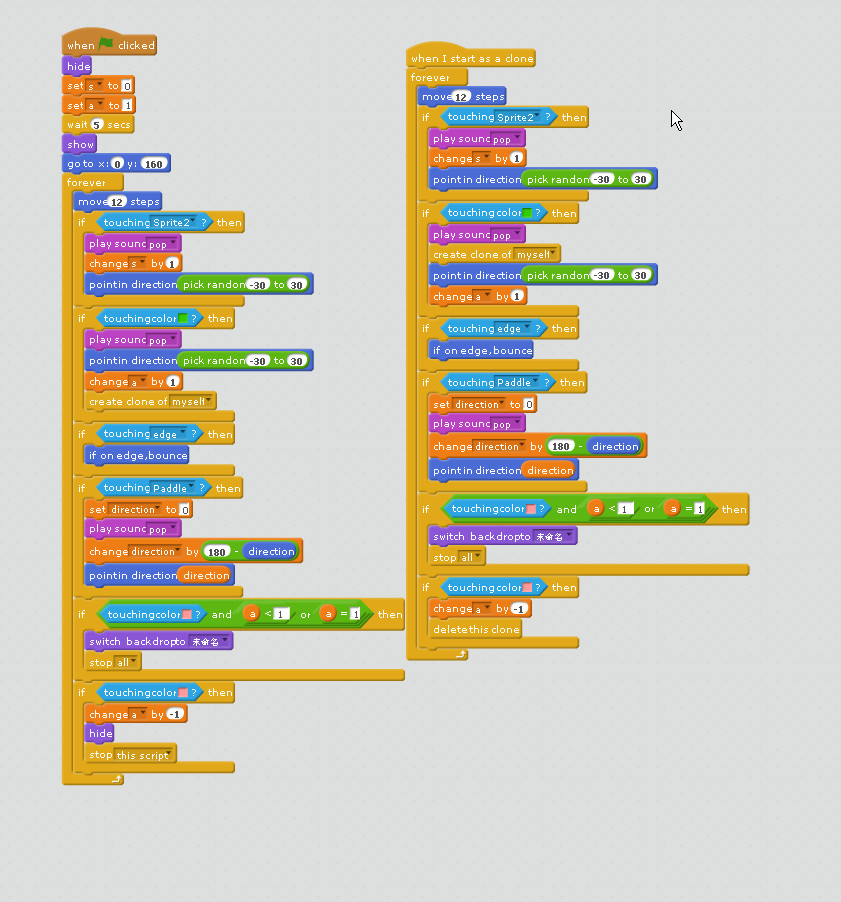 when clicked
hide
set s to 0
set a to 1
wait 5 secs
show
go to x: 0 y: 160
forever
move 12 steps
if touching Sprite2 ? then
play sound pop
change s by 1
point in direction pick random -30 to 30
if touching color ? then
play sound pop
point in direction pick random -30 to 30
change a by 1
create clone of myself
if touching edge ? then
if on edge, bounce
if touching Paddle ? then
set direction to 0
play sound pop
change direction by 180 - direction
point in direction direction
if touching color ? and a < 1 or a = 1 then
switch backdrop to 未命名
stop all
if touching color ? then
change a by -1
hide
stop this script
when I start as a clone
forever
move 12 steps
if touching Sprite2 ? then
play sound pop
change s by 1
point in direction pick random -30 to 30
if touching color ? then
play sound pop
create clone of myself
point in direction pick random -30 to 30
change a by 1
if touching edge ? then
if on edge, bounce
if touching Paddle ? then
set direction to 0
play sound pop
change direction by 180 - direction
point in direction direction
if touching color ? and a < 1 or a = 1 then
switch backdrop to 未命名
stop all
if touching color ? then
change a by -1
delete this clone